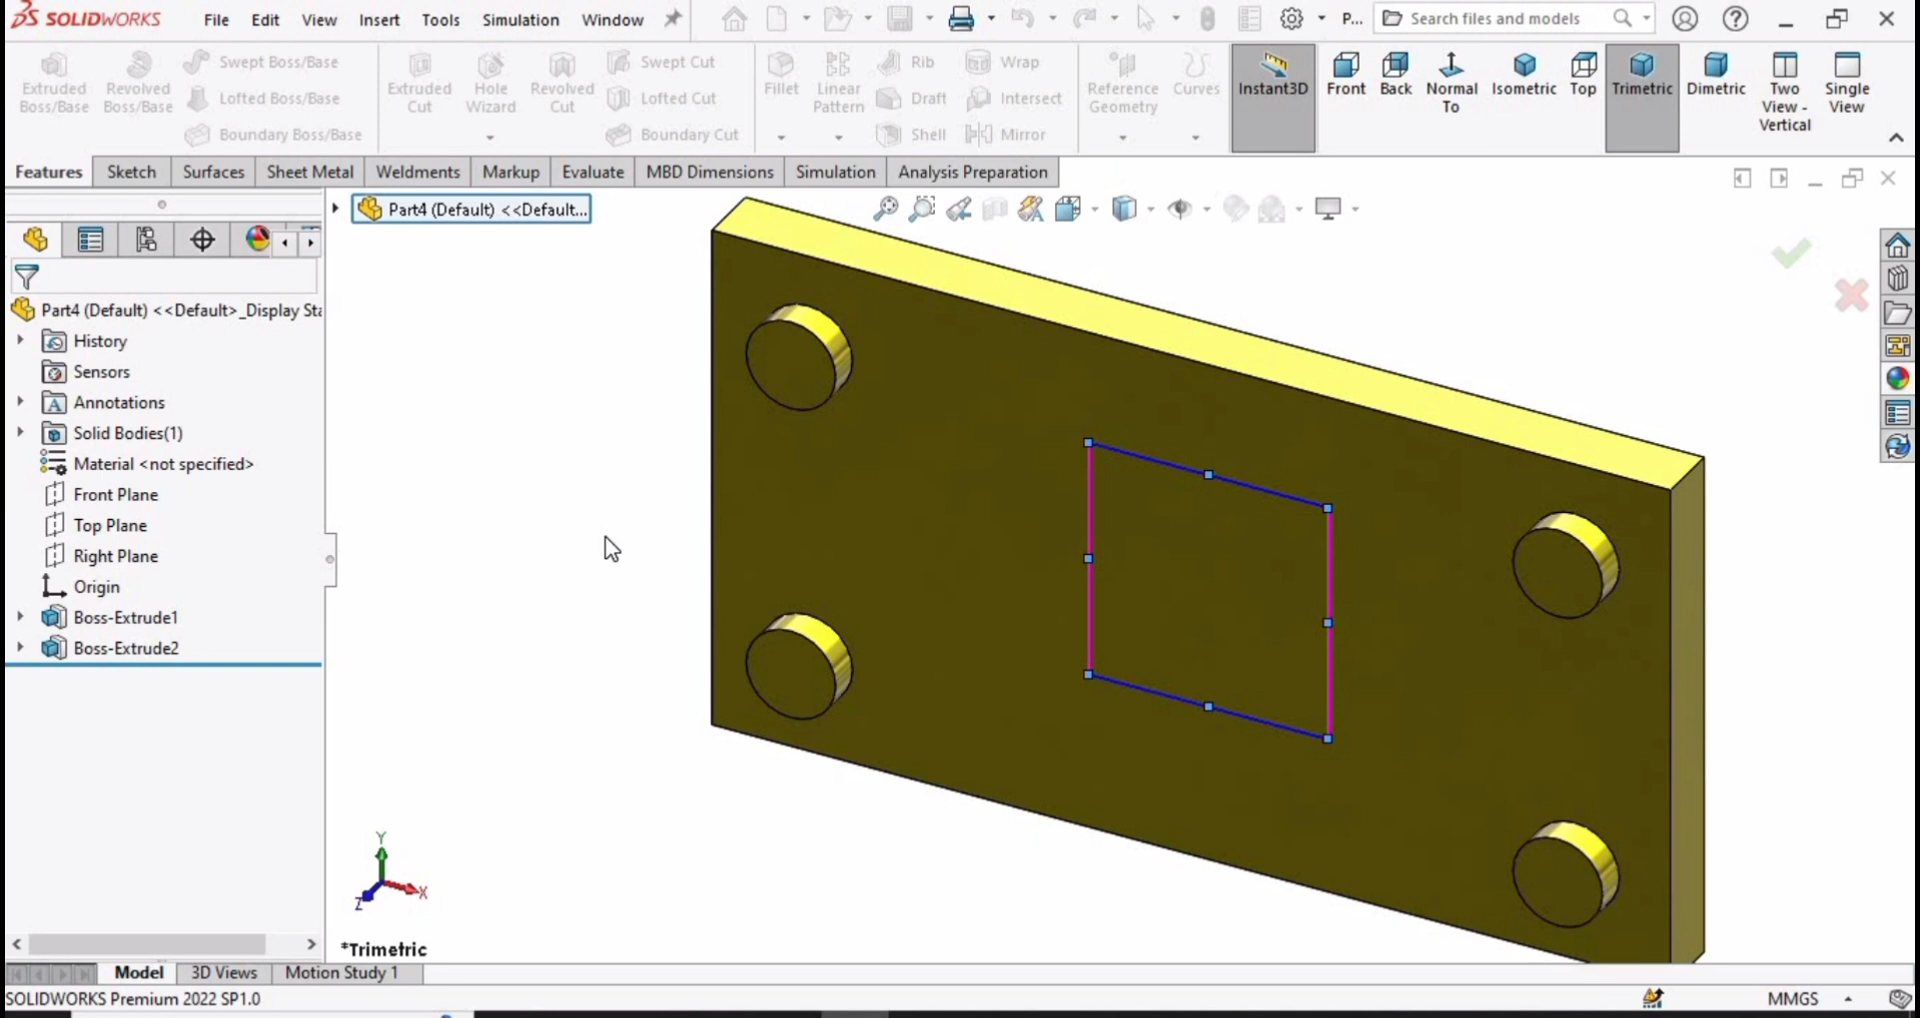 SOLIDWORKS File Edit View Insert Tools Simulation Window P... Search files and models
Extruded Boss/Base
Revolved Boss/Base
Swept Boss/Base
Lofted Boss/Base
Boundary Boss/Base
Extruded Cut
Hole Wizard
Revolved Cut
Swept Cut
Lofted Cut
Boundary Cut
Fillet
Linear Pattern
Rib
Draft
Shell
Wrap
Intersect
Mirror
Reference Geometry
Curves
Instant3D
Front
Back
Normal To
Isometric
Top
Trimetric
Dimetric
Two View - Vertical
Single View
Features Sketch Surfaces Sheet Metal Weldments Markup Evaluate MBD Dimensions Simulation Analysis Preparation
Part4 (Default) <<Default...
Part4 (Default) <<Default>_Display Sta
History
Sensors
Annotations
Solid Bodies(1)
Material <not specified>
Front Plane
Top Plane
Right Plane
Origin
Boss-Extrude1
Boss-Extrude2
Y
X
Z
*Trimetric
Model 3D Views Motion Study 1
SOLIDWORKS Premium 2022 SP1.0 MMGS